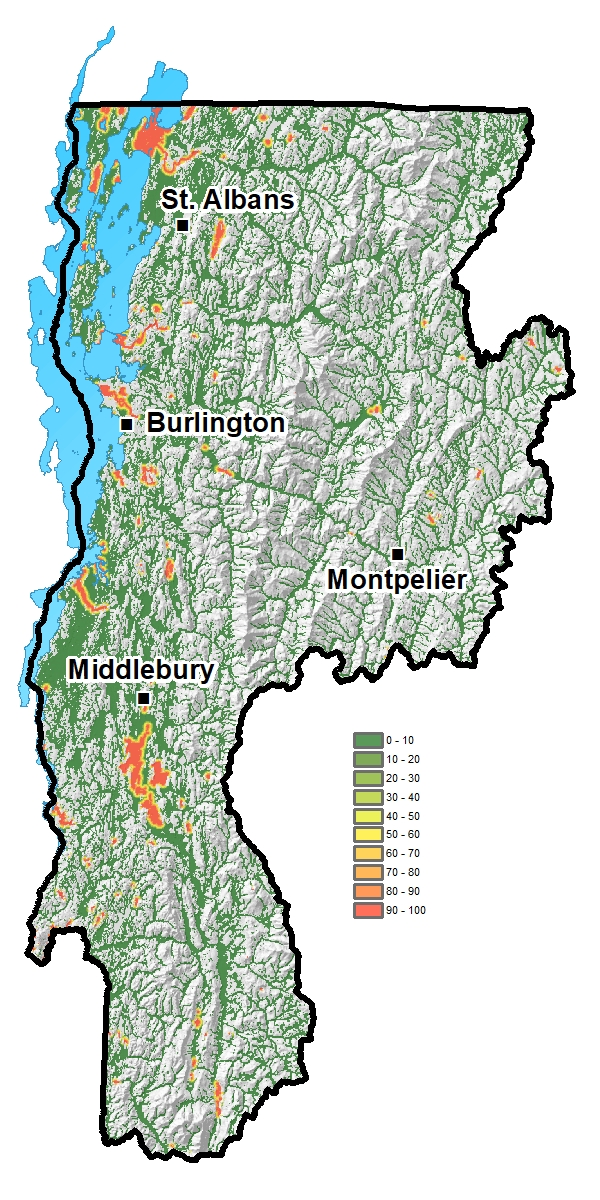 St. Albans
Burlington
Montpelier
Middlebury
0 - 10
10 - 20
20 - 30
30 - 40
40 - 50
50 - 60
60 - 70
70 - 80
80 - 90
90 - 100